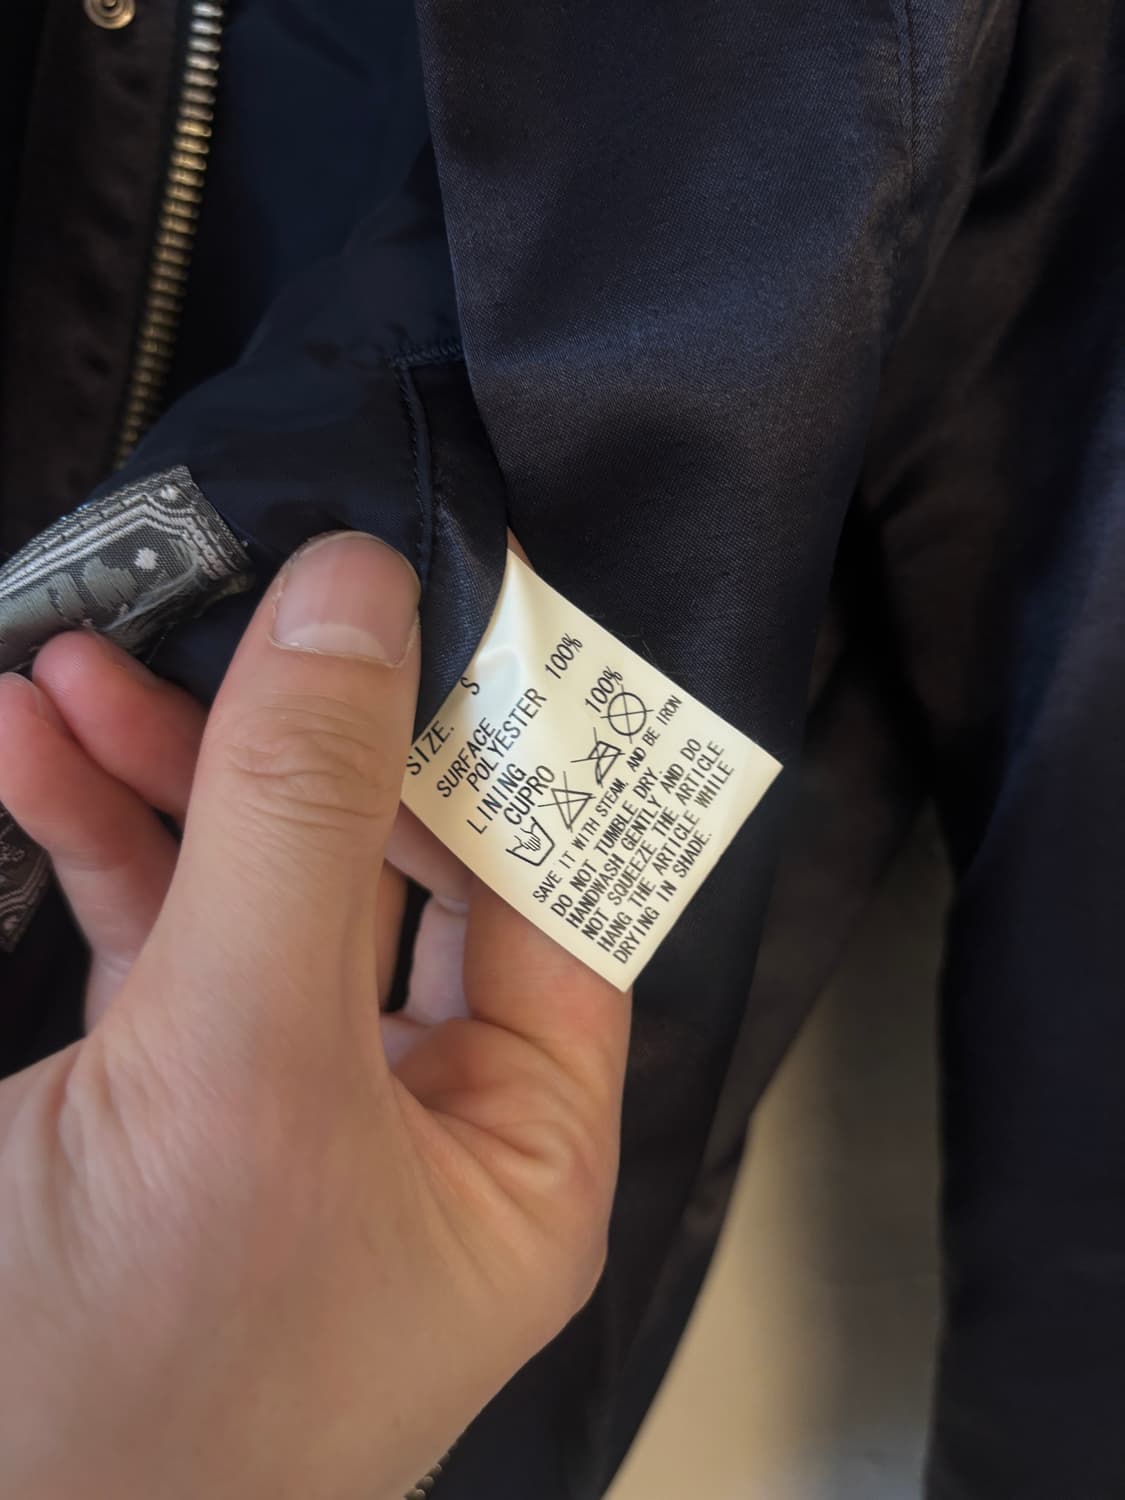 SIZE. S
SURFACE
POLYESTER 100%
LINING
CUPRO 100%
SAVE IT WITH STEAM, AND BE IRON
DO NOT TUMBLE DRY
HANDWASH GENTLY AND DO
NOT SQUEEZE THE ARTICLE
HANG THE ARTICLE WHILE
DRYING IN SHADE.